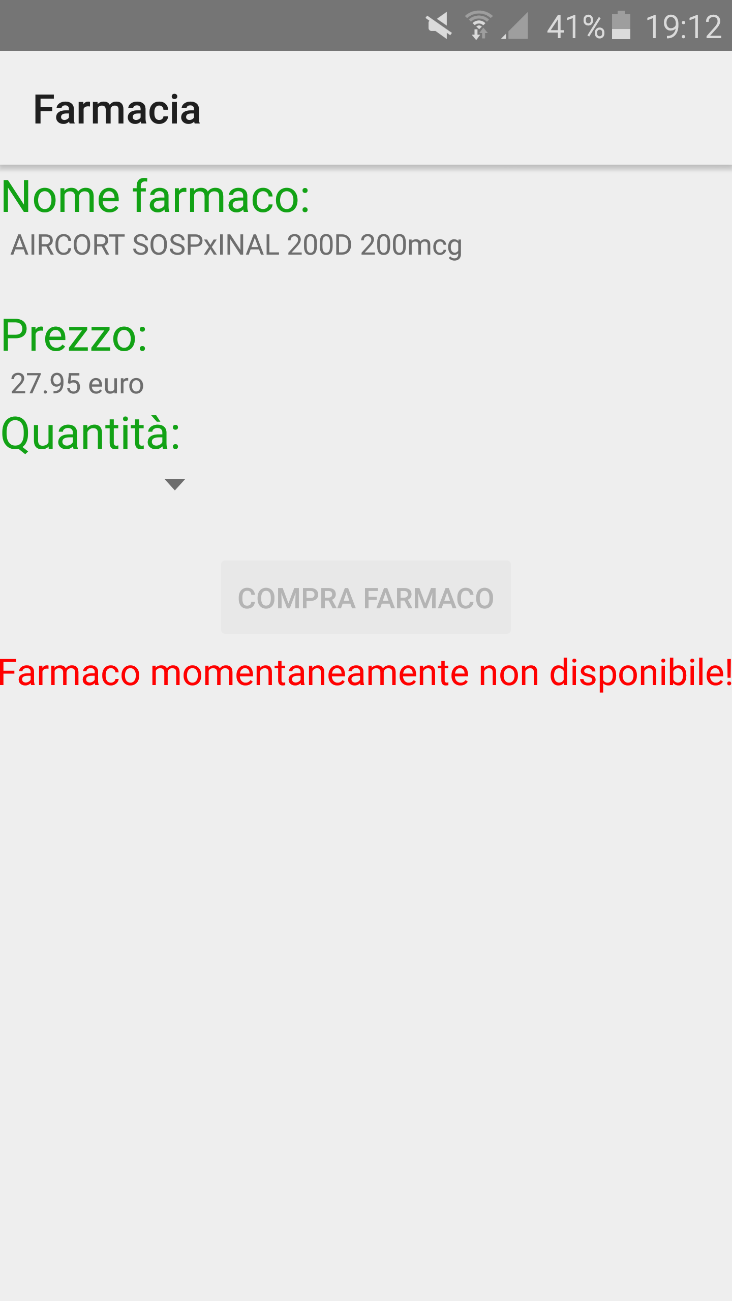 41% 19:12
Farmacia
Nome farmaco:
AIRCORT SOSPxINAL 200D 200mcg
Prezzo:
27.95 euro
Quantità:
COMPRA FARMACO
Farmaco momentaneamente non disponibile!